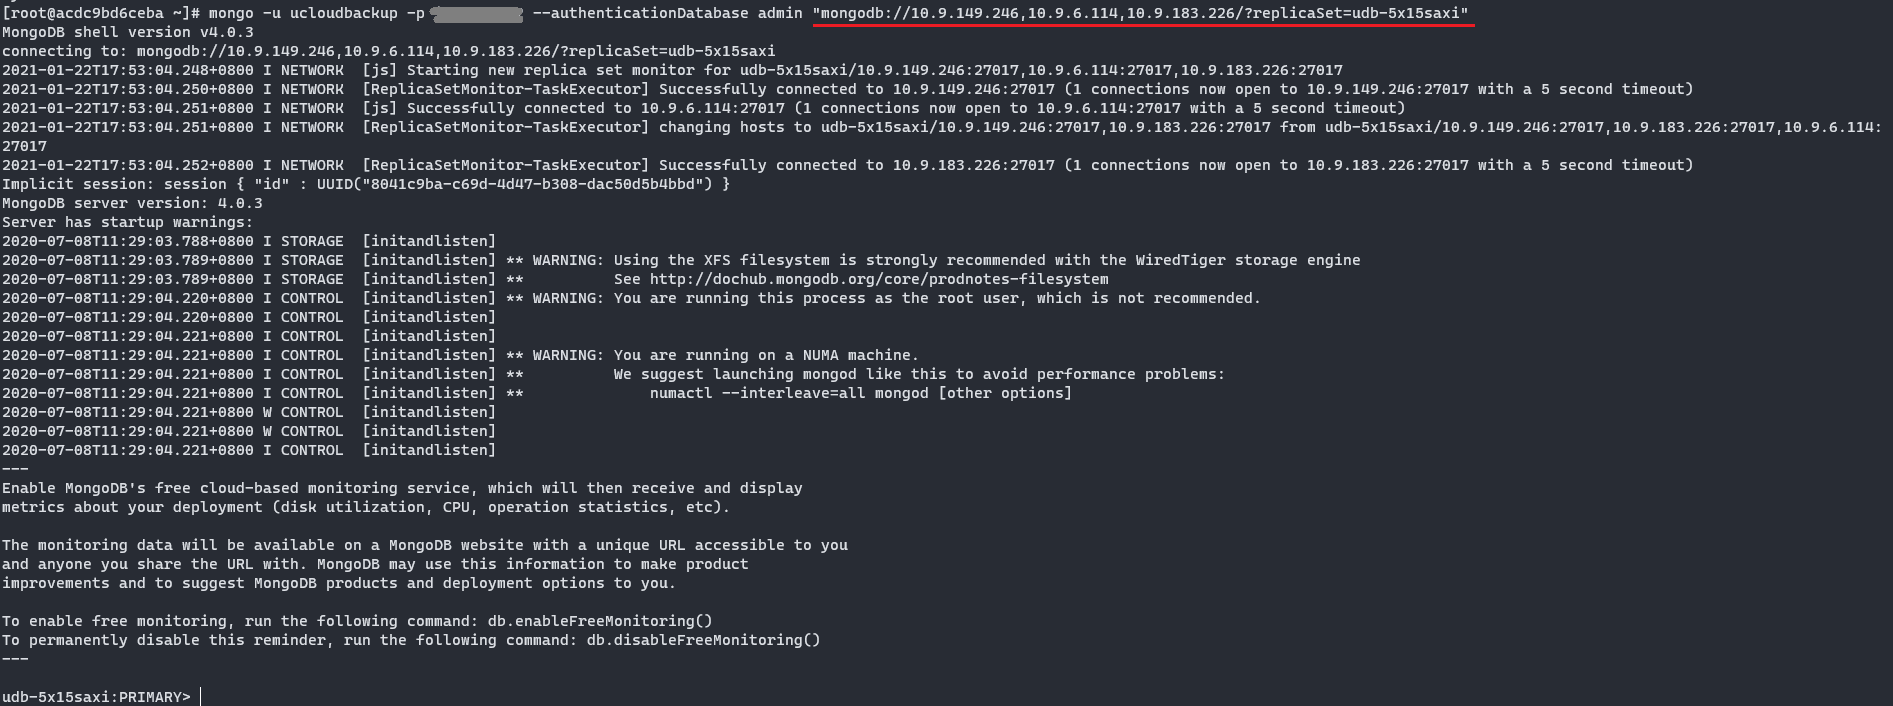 [root@acdc9bd6ceba ~]# mongo -u ucloudbackup -p --authenticationDatabase admin "mongodb://10.9.149.246,10.9.6.114,10.9.183.226/?replicaSet=udb-5x15saxi"
MongoDB shell version v4.0.3
connecting to: mongodb://10.9.149.246,10.9.6.114,10.9.183.226/?replicaSet=udb-5x15saxi
2021-01-22T17:53:04.248+0800 I NETWORK  [js] Starting new replica set monitor for udb-5x15saxi/10.9.149.246:27017,10.9.6.114:27017,10.9.183.226:27017
2021-01-22T17:53:04.250+0800 I NETWORK  [ReplicaSetMonitor-TaskExecutor] Successfully connected to 10.9.149.246:27017 (1 connections now open to 10.9.149.246:27017 with a 5 second timeout)
2021-01-22T17:53:04.251+0800 I NETWORK  [js] Successfully connected to 10.9.6.114:27017 (1 connections now open to 10.9.6.114:27017 with a 5 second timeout)
2021-01-22T17:53:04.251+0800 I NETWORK  [ReplicaSetMonitor-TaskExecutor] changing hosts to udb-5x15saxi/10.9.149.246:27017,10.9.183.226:27017 from udb-5x15saxi/10.9.149.246:27017,10.9.183.226:27017,10.9.6.114:
27017
2021-01-22T17:53:04.252+0800 I NETWORK  [ReplicaSetMonitor-TaskExecutor] Successfully connected to 10.9.183.226:27017 (1 connections now open to 10.9.183.226:27017 with a 5 second timeout)
Implicit session: session { "id" : UUID("8041c9ba-c69d-4d47-b308-dac50d5b4bbd") }
MongoDB server version: 4.0.3
Server has startup warnings:
2020-07-08T11:29:03.788+0800 I STORAGE  [initandlisten]
2020-07-08T11:29:03.789+0800 I STORAGE  [initandlisten] ** WARNING: Using the XFS filesystem is strongly recommended with the WiredTiger storage engine
2020-07-08T11:29:03.789+0800 I STORAGE  [initandlisten] **          See http://dochub.mongodb.org/core/prodnotes-filesystem
2020-07-08T11:29:04.220+0800 I CONTROL  [initandlisten] ** WARNING: You are running this process as the root user, which is not recommended.
2020-07-08T11:29:04.220+0800 I CONTROL  [initandlisten]
2020-07-08T11:29:04.221+0800 I CONTROL  [initandlisten]
2020-07-08T11:29:04.221+0800 I CONTROL  [initandlisten] ** WARNING: You are running on a NUMA machine.
2020-07-08T11:29:04.221+0800 I CONTROL  [initandlisten] **          We suggest launching mongod like this to avoid performance problems:
2020-07-08T11:29:04.221+0800 I CONTROL  [initandlisten] **              numactl --interleave=all mongod [other options]
2020-07-08T11:29:04.221+0800 W CONTROL  [initandlisten]
2020-07-08T11:29:04.221+0800 W CONTROL  [initandlisten]
2020-07-08T11:29:04.221+0800 I CONTROL  [initandlisten]
---
Enable MongoDB's free cloud-based monitoring service, which will then receive and display
metrics about your deployment (disk utilization, CPU, operation statistics, etc).
The monitoring data will be available on a MongoDB website with a unique URL accessible to you
and anyone you share the URL with. MongoDB may use this information to make product
improvements and to suggest MongoDB products and deployment options to you.
To enable free monitoring, run the following command: db.enableFreeMonitoring()
To permanently disable this reminder, run the following command: db.disableFreeMonitoring()
---
udb-5x15saxi:PRIMARY>